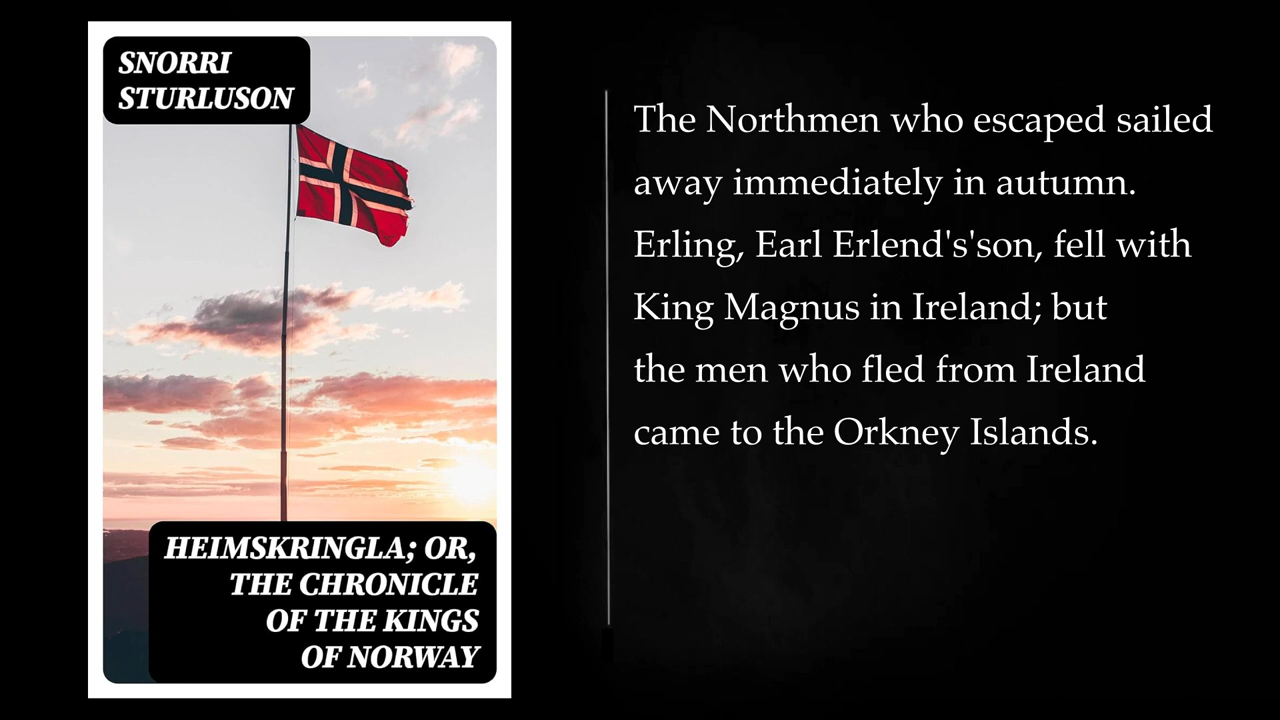 SNORRI
STURLUSON
HEIMSKRINGLA; OR,
THE CHRONICLE
OF THE KINGS
OF NORWAY
The Northmen who escaped sailed
away immediately in autumn.
Erling, Earl Erlend's'son, fell with
King Magnus in Ireland; but
the men who fled from Ireland
came to the Orkney Islands.